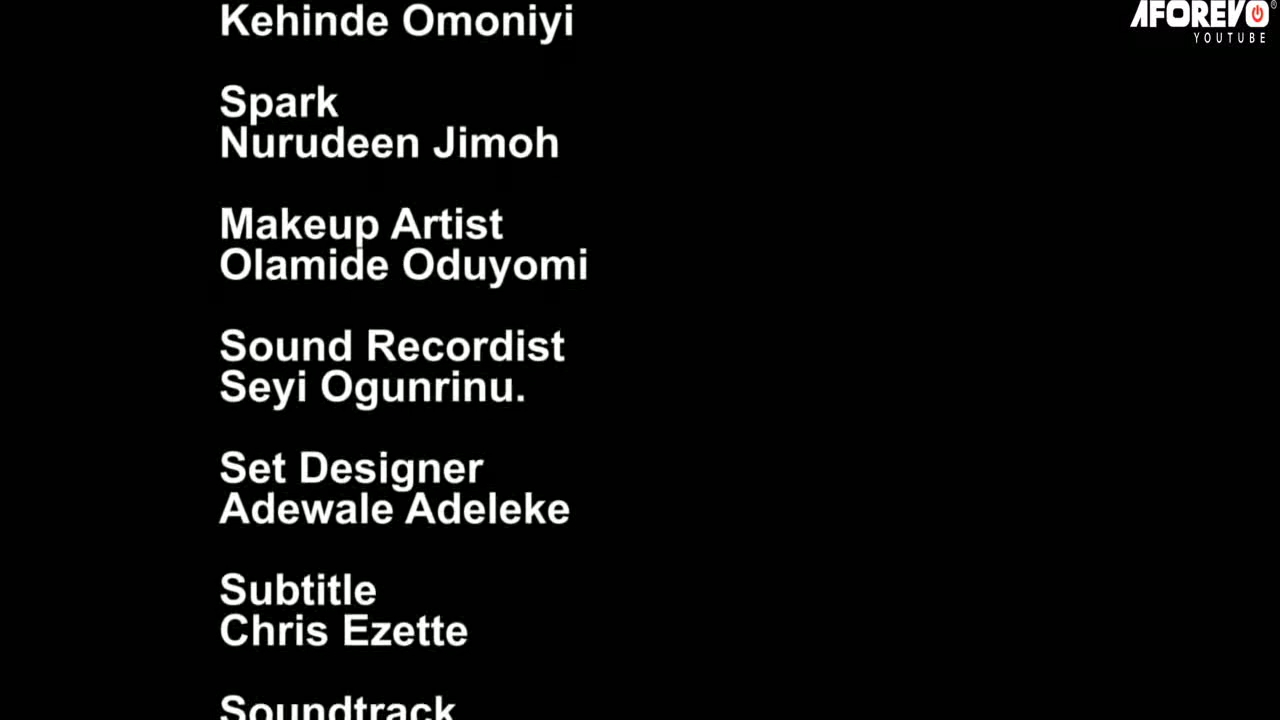 Kehinde Omoniyi
AFOREVO
YOUTUBE
Spark
Nurudeen Jimoh
Makeup Artist
Olamide Oduyomi
Sound Recordist
Seyi Ogunrinu.
Set Designer
Adewale Adeleke
Subtitle
Chris Ezette
Soundtrack